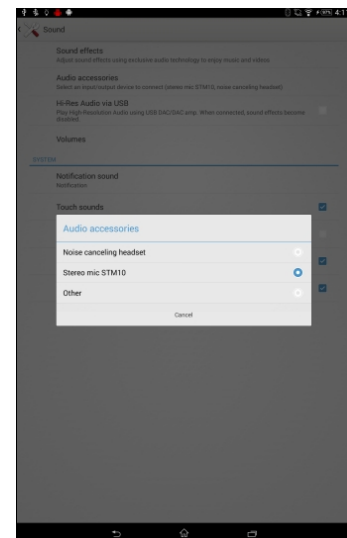 4:1
Sound
Sound effects
Adjust sound effects using exclusive audio technology to enjoy music and videos
Audio accessories
Select an input/output device to connect (stereo mic STM10, noise canceling headset)
Hi-Res Audio via USB
Play High-Resolution Audio using USB DAC/DAC amp. When connected, sound effects become
disabled
Volumes
SYSTEM
Notification sound
Notification
Touch sounds
Audio accessories
Noise canceling headset
Stereo mic STM10
Other
Cancel